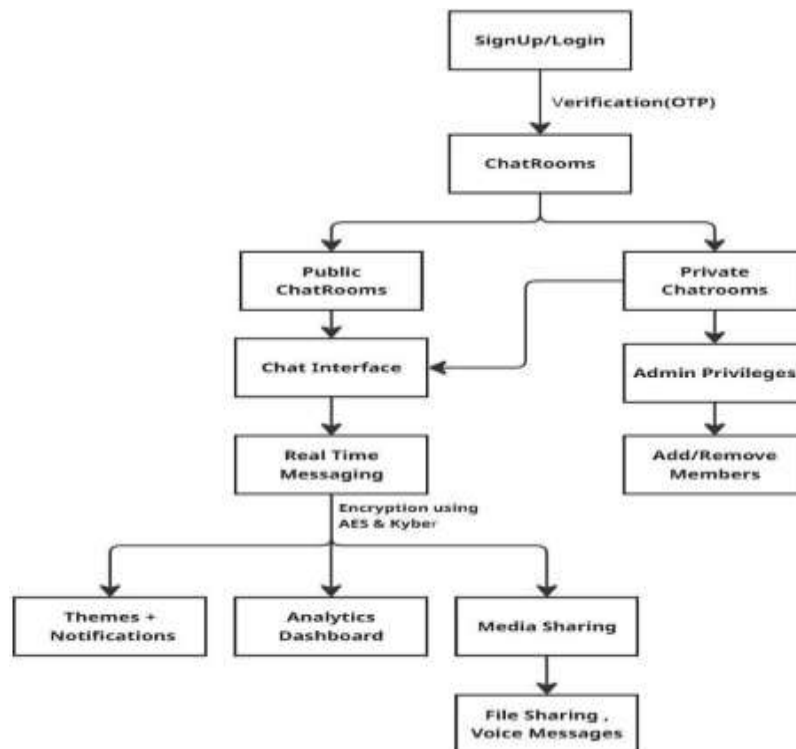 SignUp/Login
Verification(OTP)
ChatRooms
Public
ChatRooms
Private
Chatrooms
Chat Interface
Admin Privileges
Real Time
Messaging
Add/Remove
Members
Encryption using
AES & Kyber
Themes +
Notifications
Analytics
Dashboard
Media Sharing
File Sharing ,
Voice Messages